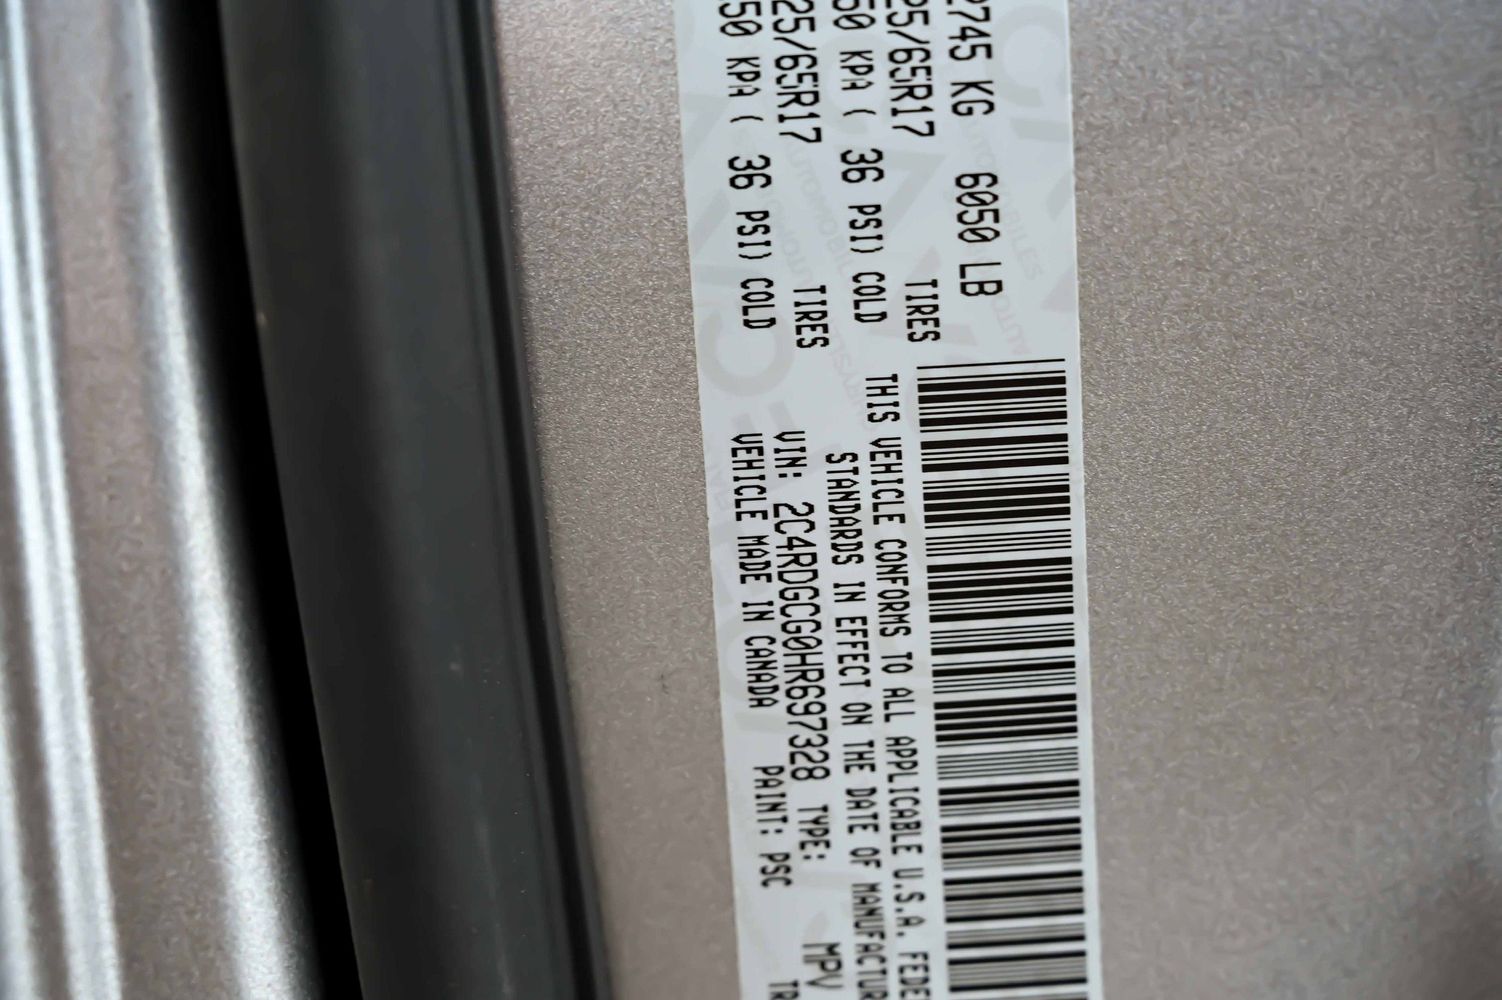 2745 KG 6050 LB
25/65R17 TIRES
50 KPA ( 36 PSI) COLD
25/65R17 TIRES
50 KPA ( 36 PSI) COLD
THIS VEHICLE CONFORMS TO ALL APPLICABLE U.S.A. FEDE
STANDARDS IN EFFECT ON THE DATE OF MANUFACTUR
VIN: 2C4RDGCG0HR697328 TYPE: MPV
VEHICLE MADE IN CANADA PAINT: PSC TR